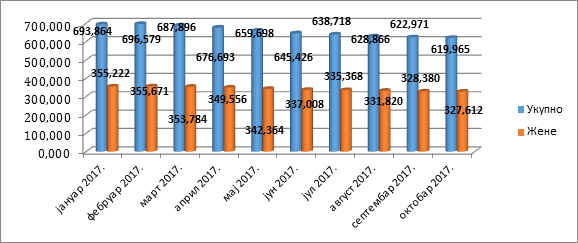 700,000
600,000
500,000
400,000
300,000
200,000
100,000
0,000
693,864
696,579
687,896
676,693
659,698
645,426
638,718
628,866
622,971
619,965
355,222
355,671
353,784
349,556
342,364
337,008
335,368
331,820
328,380
327,612
јануар 2017.
фебруар 2017.
март 2017.
април 2017.
мај 2017.
јун 2017.
јул 2017.
август 2017.
септембар 2017.
октобар 2017.
Укупно
Жене